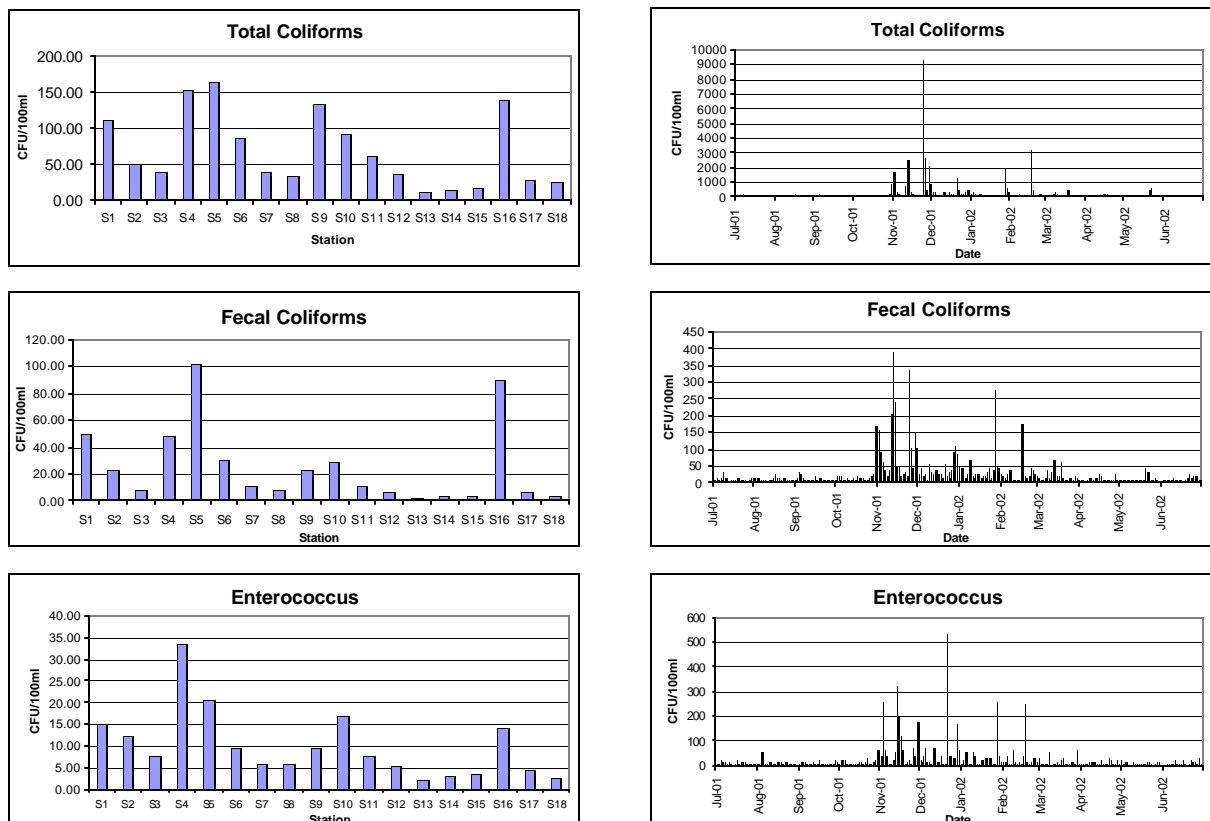 Total Coliforms
200.00
150.00
100.00
50.00
0.00
CFU/100ml
S1 S2 S3 S4 S5 S6 S7 S8 S9 S10 S11 S12 S13 S14 S15 S16 S17 S18
Station
Total Coliforms
10000
9000
8000
7000
6000
5000
4000
3000
2000
1000
0
CFU/100ml
Jul-01 Aug-01 Sep-01 Oct-01 Nov-01 Dec-01 Jan-02 Feb-02 Mar-02 Apr-02 May-02 Jun-02
Date
Fecal Coliforms
120.00
100.00
80.00
60.00
40.00
20.00
0.00
CFU/100ml
S1 S2 S3 S4 S5 S6 S7 S8 S9 S10 S11 S12 S13 S14 S15 S16 S17 S18
Station
Fecal Coliforms
450
400
350
300
250
200
150
100
50
0
CFU/100ml
Jul-01 Aug-01 Sep-01 Oct-01 Nov-01 Dec-01 Jan-02 Feb-02 Mar-02 Apr-02 May-02 Jun-02
Date
Enterococcus
40.00
35.00
30.00
25.00
20.00
15.00
10.00
5.00
0.00
CFU/100ml
S1 S2 S3 S4 S5 S6 S7 S8 S9 S10 S11 S12 S13 S14 S15 S16 S17 S18
Station
Enterococcus
600
500
400
300
200
100
0
CFU/100ml
Jul-01 Aug-01 Sep-01 Oct-01 Nov-01 Dec-01 Jan-02 Feb-02 Mar-02 Apr-02 May-02 Jun-02
Date